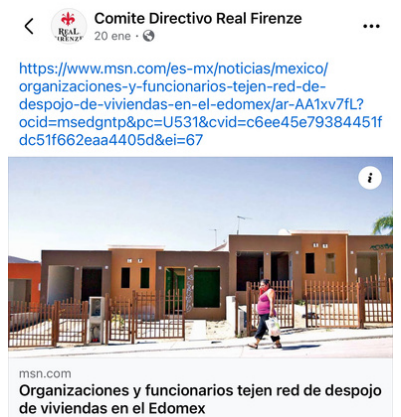 Comite Directivo Real Firenze
REAL
FIRENZE
20 ene ·
https://www.msn.com/es-mx/noticias/mexico/
organizaciones-y-funcionarios-tejen-red-de-
despojo-de-viviendas-en-el-edomex/ar-AA1xv7fL?
ocid=msedgntp&pc=U531&cvid=c6ee45e79384451f
dc51f662eaa4405d&ei=67
msn.com
Organizaciones y funcionarios tejen red de despojo
de viviendas en el Edomex